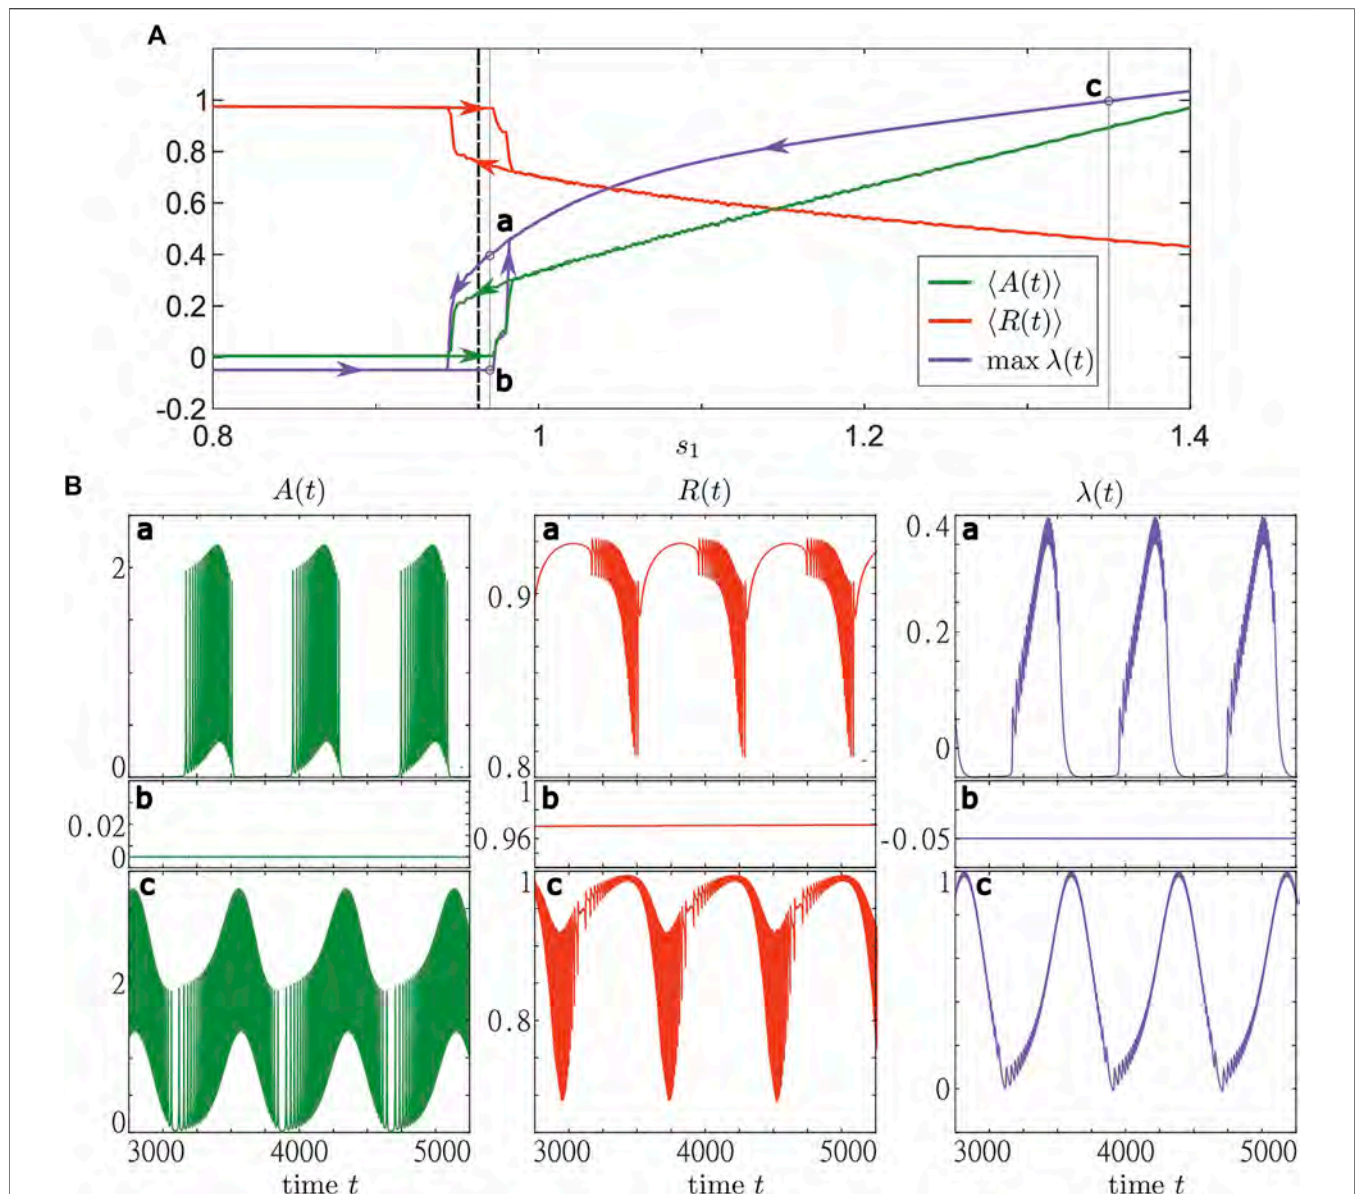 A
1
0.8
0.6
0.4
0.2
0
-0.2
0.8
1
1.2
1.4
s₁
a
b
c
⟨A(t)⟩
⟨R(t)⟩
max λ(t)
B
A(t)
R(t)
λ(t)
a
2
0
a
0.9
0.8
a
0.4
0.2
0
b
0.02
0
b
1
0.96
b
-0.05
c
2
0
c
1
0.8
c
1
0
3000
4000
5000
3000
4000
5000
3000
4000
5000
time t
time t
time t